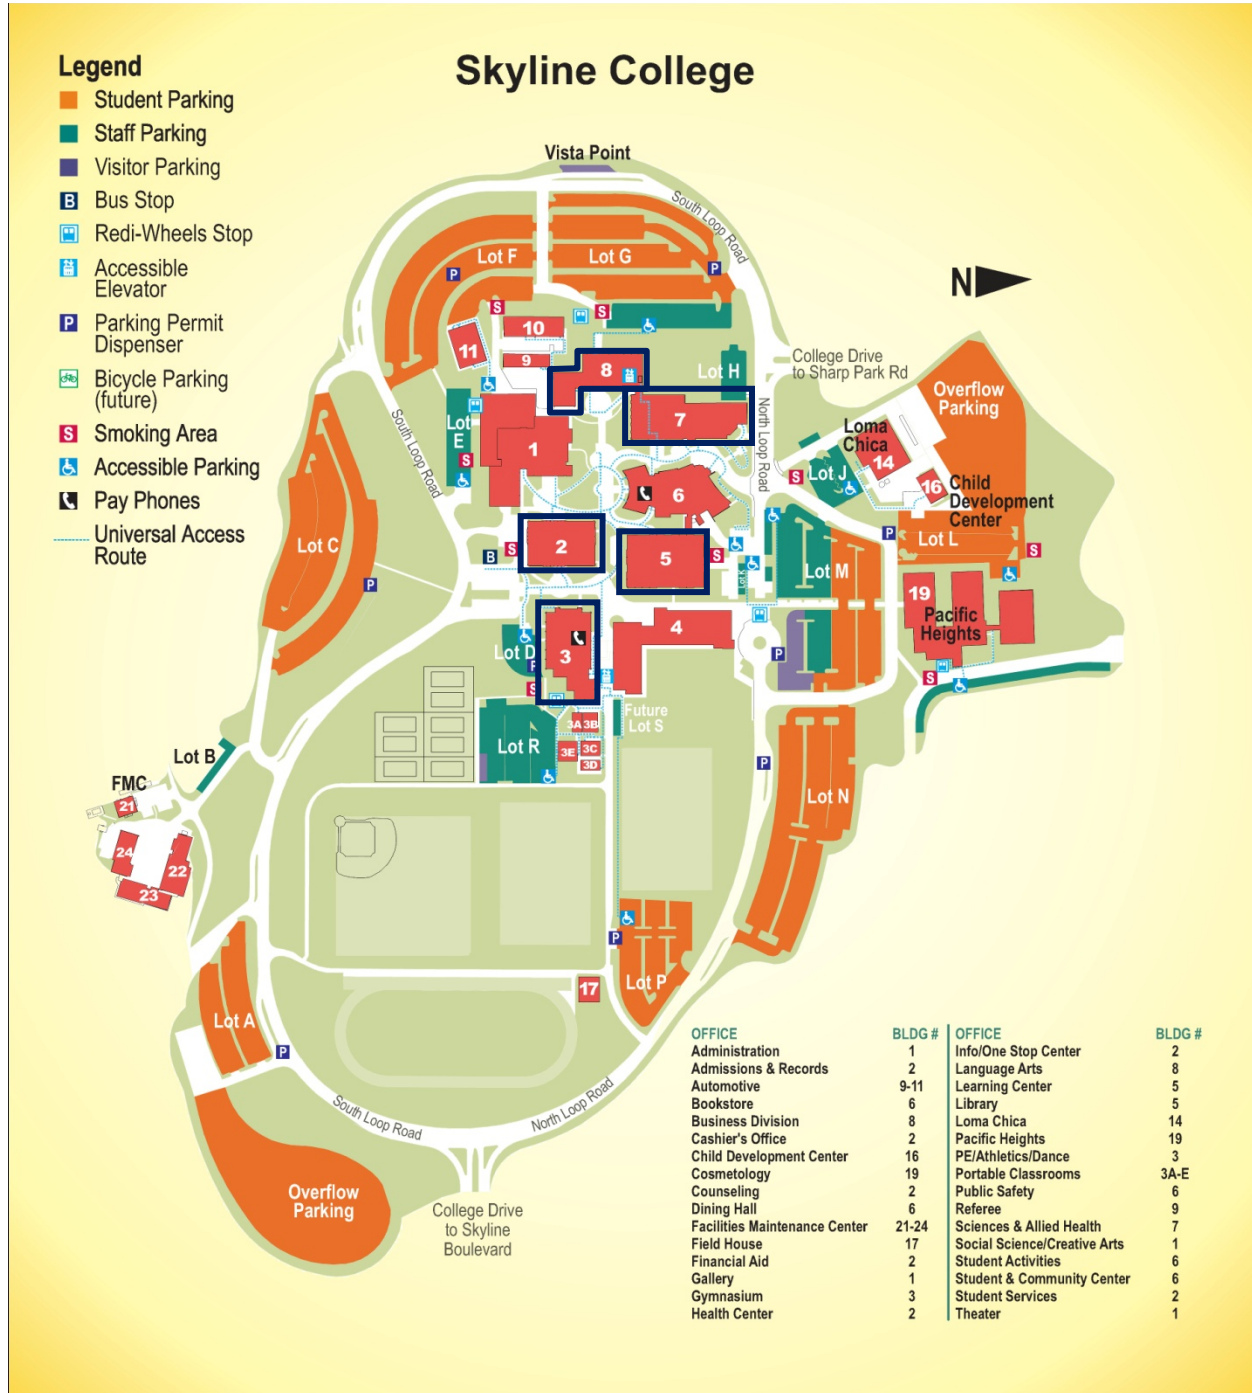 Skyline College
Legend
Student Parking
Staff Parking
Visitor Parking
B Bus Stop
Redi-Wheels Stop
Accessible
Elevator
P Parking Permit
Dispenser
Bicycle Parking
(future)
S Smoking Area
Accessible Parking
Pay Phones
Universal Access
Route
Vista Point
South Loop Road
Lot F
Lot G
P
P
N
S
S
10
11
9
8
Lot H
College Drive
to Sharp Park Rd
Overflow
Parking
7
Lot
E
1
S
South Loop Road
North Loop Road
Loma
Chica
14
Lot J
S
16
Child
Development
Center
6
Lot C
P
B
S
2
5
S
Lot K
Lot M
P
Lot L
S
19
Pacific
Heights
S
4
3
Lot D
P
S
P
Future
Lot S
3A
3B
3E
3C
3D
Lot R
Lot B
FMC
21
24
22
23
P
Lot N
P
Lot P
17
Lot A
P
South Loop Road
North Loop Road
Overflow
Parking
College Drive
to Skyline
Boulevard
OFFICE BLDG # OFFICE BLDG #
Administration 1 Info/One Stop Center 2
Admissions & Records 2 Language Arts 8
Automotive 9-11 Learning Center 5
Bookstore 6 Library 5
Business Division 8 Loma Chica 14
Cashier's Office 2 Pacific Heights 19
Child Development Center 16 PE/Athletics/Dance 3
Cosmetology 19 Portable Classrooms 3A-E
Counseling 2 Public Safety 6
Dining Hall 6 Referee 9
Facilities Maintenance Center 21-24 Sciences & Allied Health 7
Field House 17 Social Science/Creative Arts 1
Financial Aid 2 Student Activities 6
Gallery 1 Student & Community Center 6
Gymnasium 3 Student Services 2
Health Center 2 Theater 1